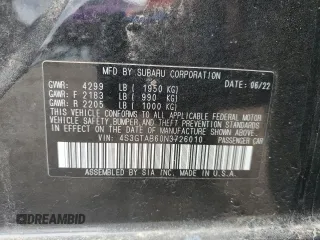 MFD BY SUBARU CORPORATION
GVWR: 4299 LB ( 1950 KG) DATE: 06/22
GAWR: F 2183 LB ( 990 KG)
GAWR: R 2205 LB ( 1000 KG)
THIS VEHICLE CONFORMS TO ALL APPLICABLE
FEDERAL MOTOR VEHICLE SAFETY, BUMPER,
AND THEFT PREVENTION STANDARDS IN EFFECT
ON THE DATE OF MANUFACTURE SHOWN ABOVE.
VIN: 4S3GTAB60N3726010 PASSENGER CAR
ASSEMBLED BY SIA INC. MADE IN U.S.A.
DREAMBID